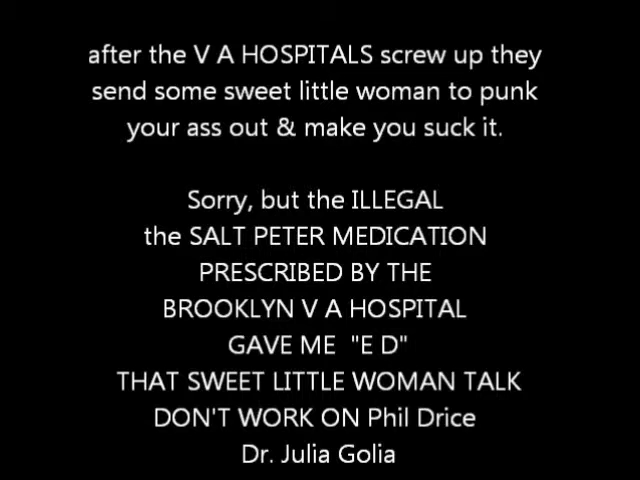 after the V A HOSPITALS screw up they
send some sweet little woman to punk
your ass out & make you suck it.
Sorry, but the ILLEGAL
the SALT PETER MEDICATION
PRESCRIBED BY THE
BROOKLYN V A HOSPITAL
GAVE ME "E D"
THAT SWEET LITTLE WOMAN TALK
DON'T WORK ON Phil Drice
Dr. Julia Golia